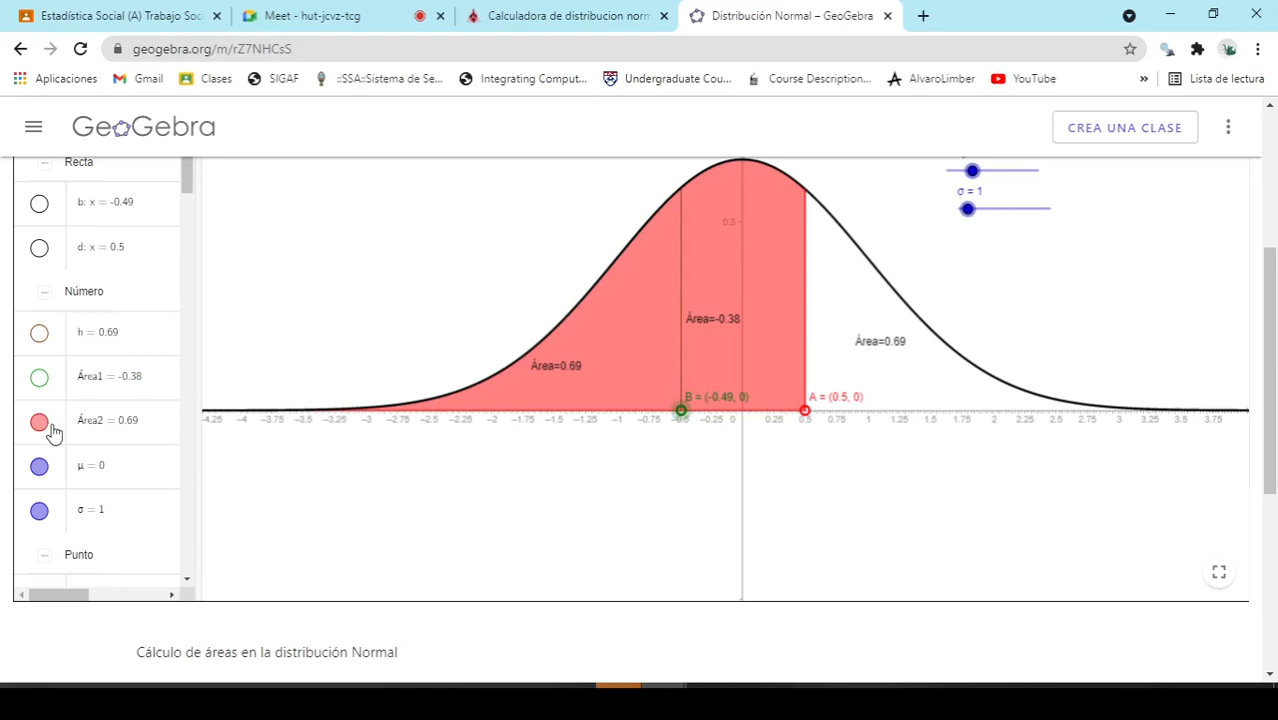 Estadística Social (A) Trabajo Soc
Meet - hut-jcvz-tcg
Calculadora de distribucion norm
Distribución Normal – GeoGebra
geogebra.org/m/rZ7NHCsS
Aplicaciones
Gmail
Clases
SIGAF
::SSA::Sistema de Se...
Integrating Comput...
Undergraduate Cou...
Course Description...
AlvaroLimber
YouTube
»
Lista de lectura
GeoGebra
CREA UNA CLASE
Recta
b: x = -0.49
d: x = 0.5
Número
h = 0.69
Área1 = -0.38
Área2 = 0.69
μ = 0
σ = 1
Punto
σ = 1
0.3
Área=-0.38
Área=0.69
Área=0.69
B = (-0.49, 0)
A = (0.5, 0)
-4.25 -4 -3.75 -3.5 -3.25 -3 -2.75 -2.5 -2.25 -2 -1.75 -1.5 -1.25 -1 -0.75 -0.5 -0.25 0 0.25 0.5 0.75 1 1.25 1.5 1.75 2 2.25 2.5 2.75 3 3.25 3.5 3.75
Cálculo de áreas en la distribución Normal